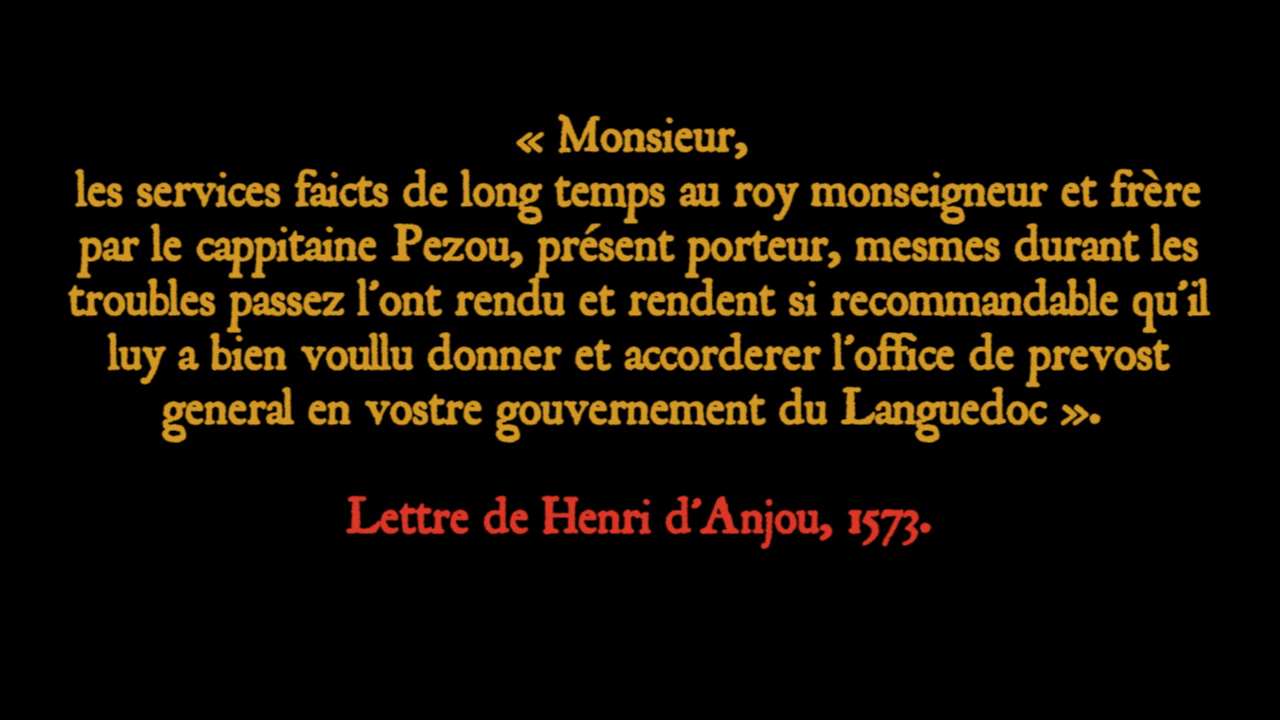 « Monsieur,
les services faicts de long temps au roy monseigneur et frère
par le cappitaine Pezou, présent porteur, mesmes durant les
troubles passez l'ont rendu et rendent si recommandable qu'il
luy a bien voullu donner et accorderer l'office de prevost
general en vostre gouvernement du Languedoc ».
Lettre de Henri d'Anjou, 1573.